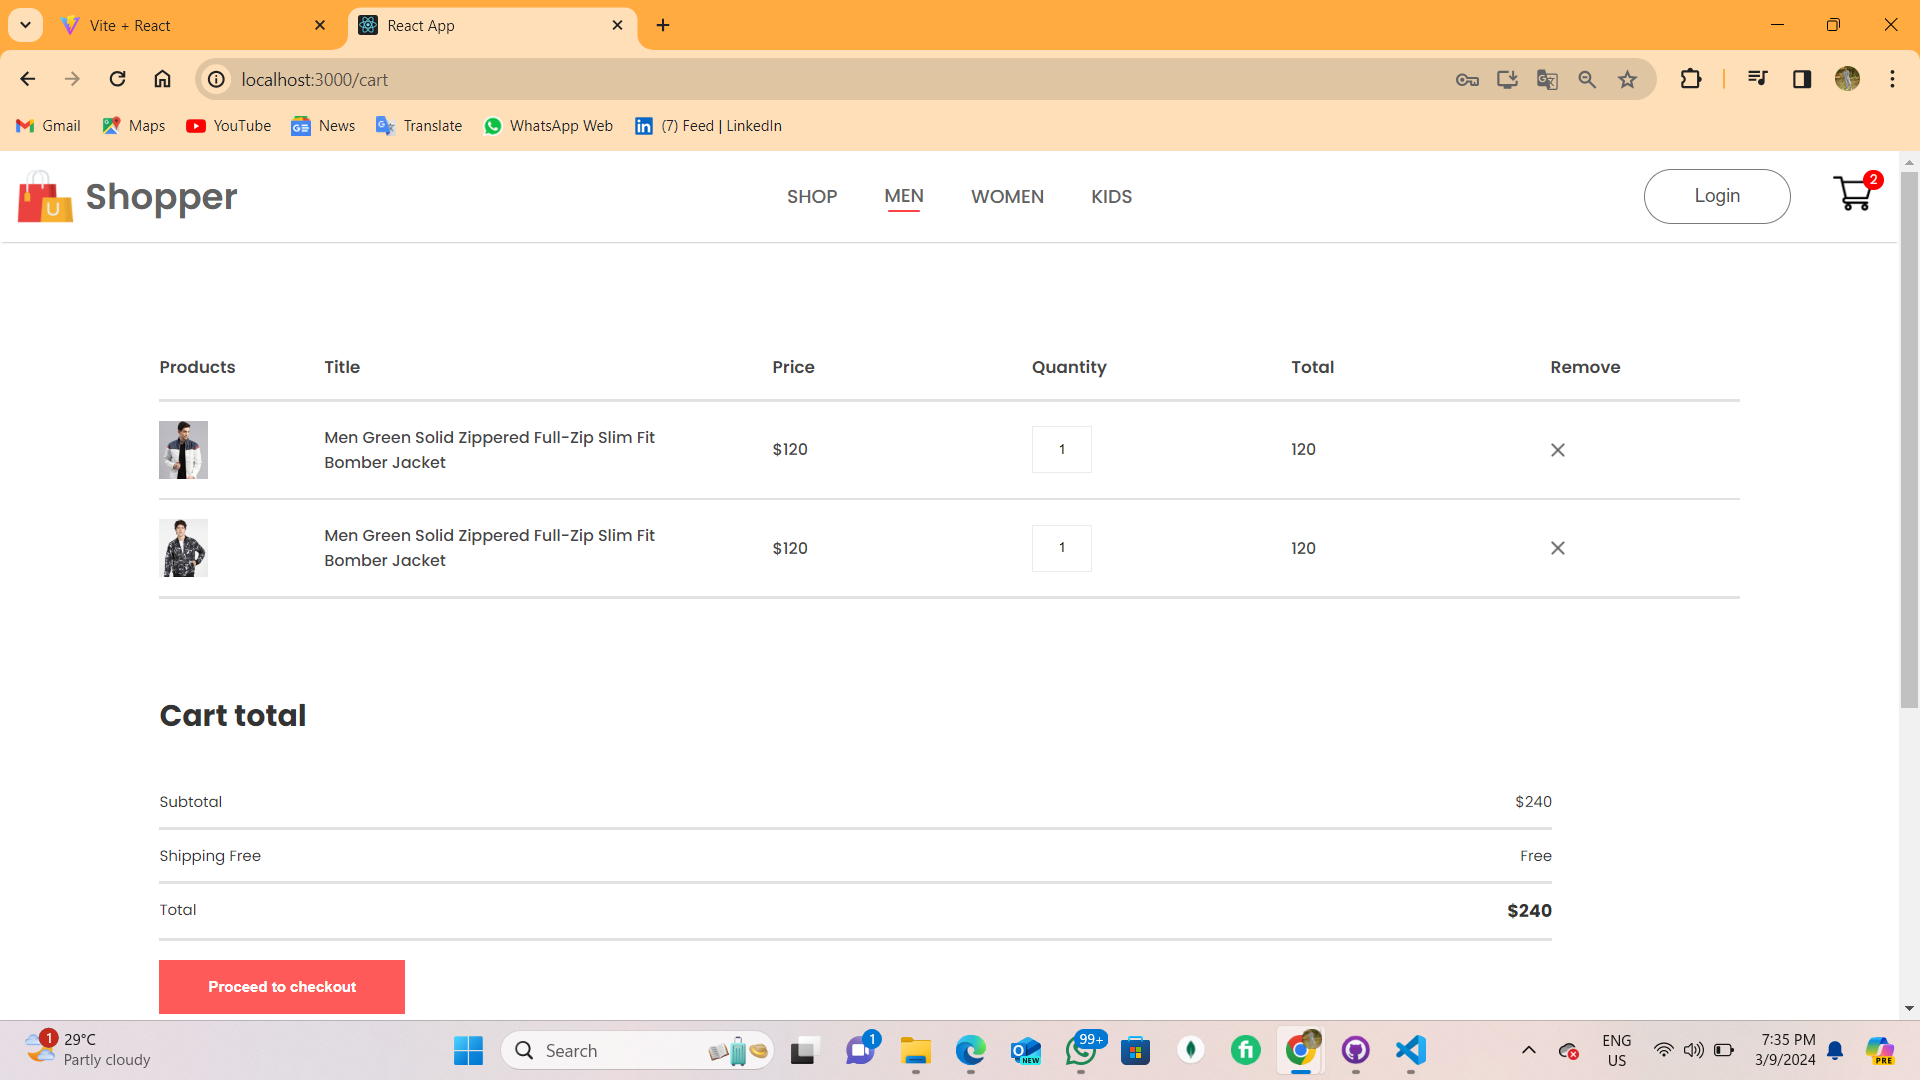 Vite + React
React App
localhost:3000/cart
Gmail
Maps
YouTube
News
Translate
WhatsApp Web
(7) Feed | LinkedIn
U
Shopper
SHOP
MEN
WOMEN
KIDS
Login
2
Products
Title
Price
Quantity
Total
Remove
Men Green Solid Zippered Full-Zip Slim Fit
Bomber Jacket
$120
1
120
Men Green Solid Zippered Full-Zip Slim Fit
Bomber Jacket
$120
1
120
Cart total
Subtotal
$240
Shipping Free
Free
Total
$240
Proceed to checkout
1
29°C
Partly cloudy
Search
1
NEW
99+
ENG
US
7:35 PM
3/9/2024
PRE